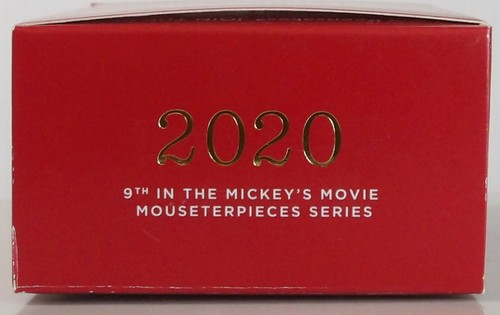 2020
9TH IN THE MICKEY'S MOVIE
MOUSETERPIECES SERIES